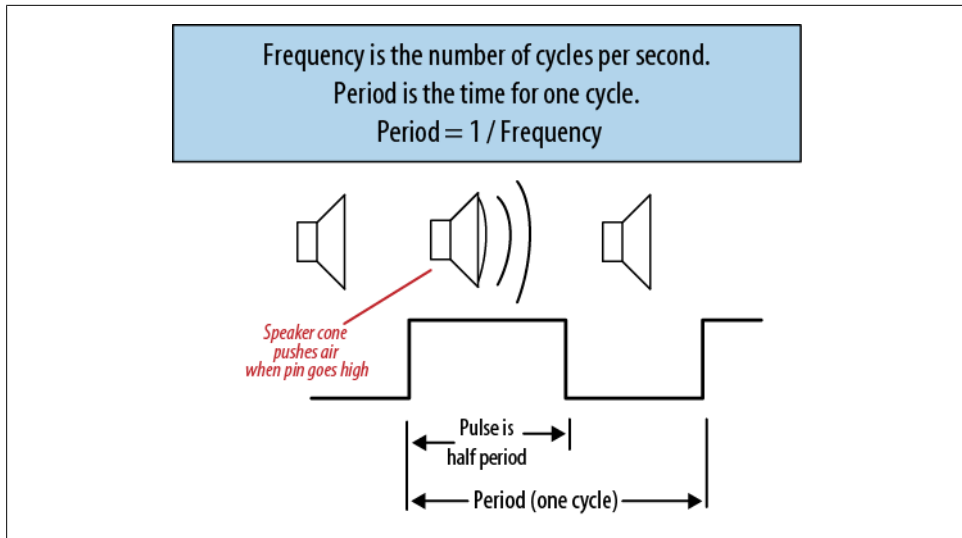 Frequency is the number of cycles per second.
Period is the time for one cycle.
Period = 1 / Frequency
Speaker cone
pushes air
when pin goes high
Pulse is
half period
Period (one cycle)